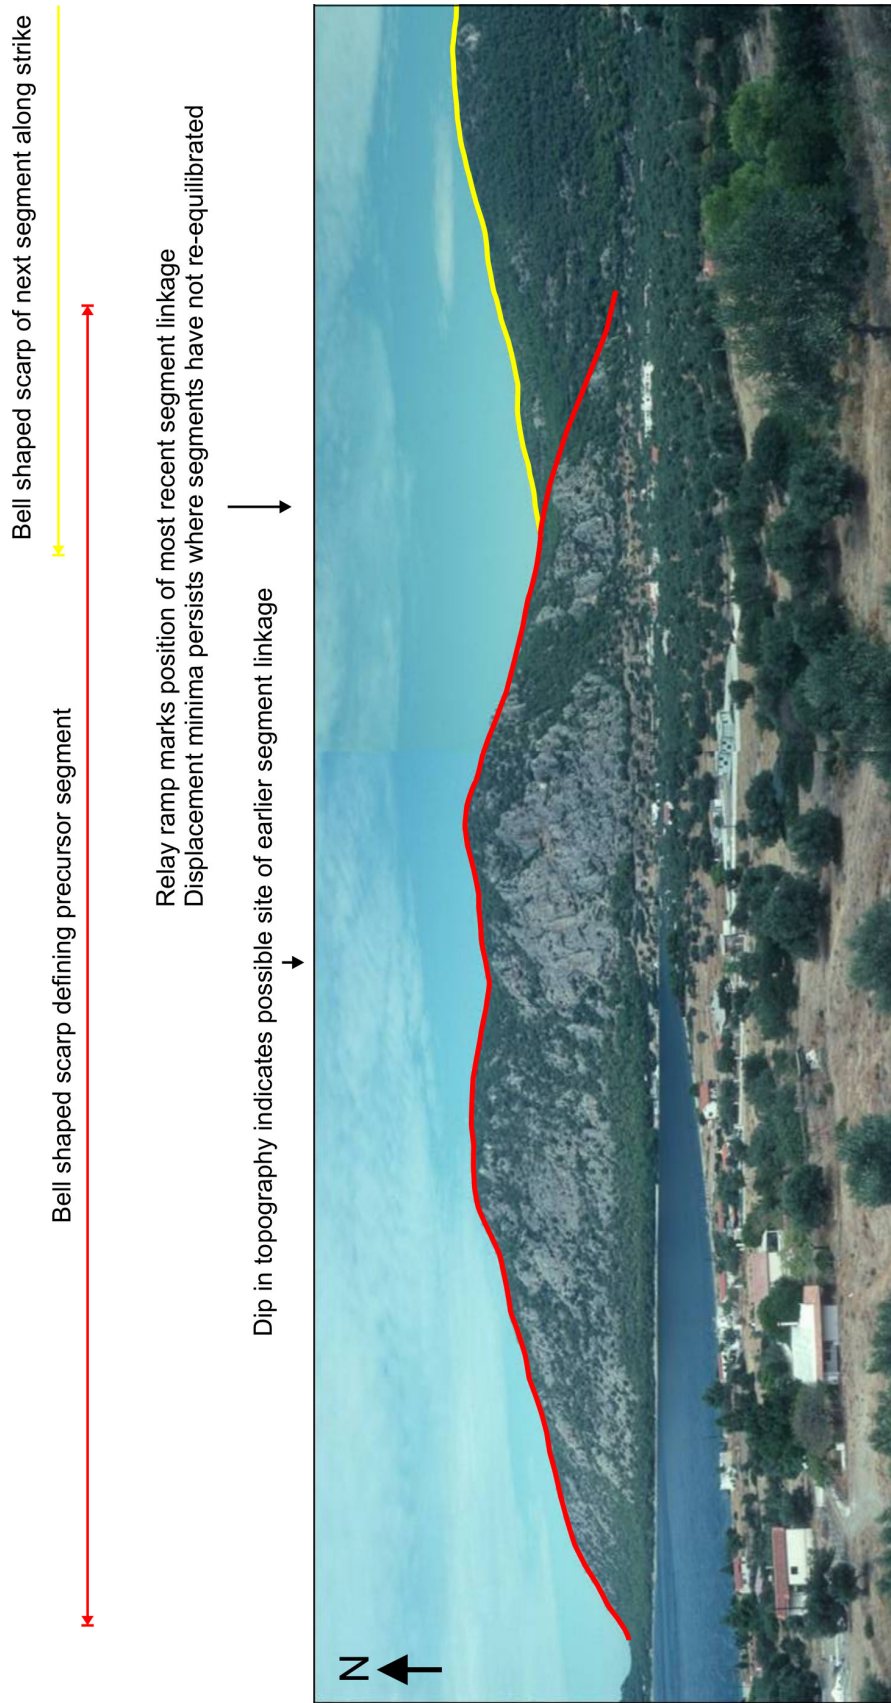 Bell shaped scarp of next segment along strike
Bell shaped scarp defining precursor segment
Relay ramp marks position of most recent segment linkage
Displacement minima persists where segments have not re-equilibrated
Dip in topography indicates possible site of earlier segment linkage
N